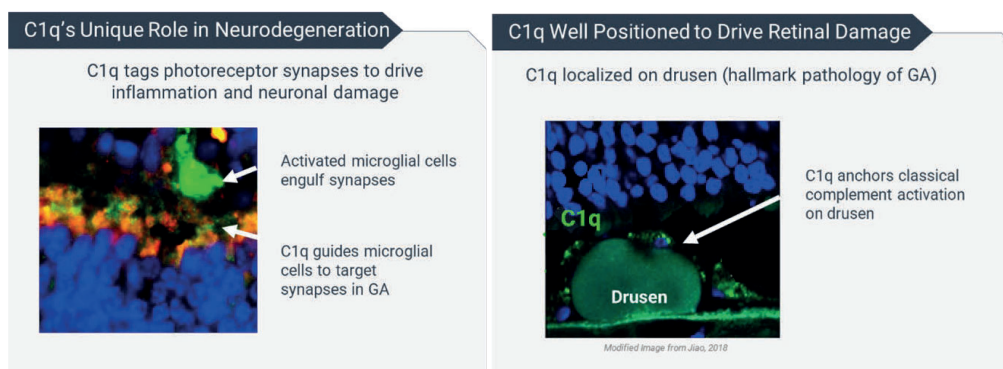 C1q's Unique Role in Neurodegeneration
C1q tags photoreceptor synapses to drive
inflammation and neuronal damage
Activated microglial cells
engulf synapses
C1q guides microglial
cells to target
synapses in GA
C1q Well Positioned to Drive Retinal Damage
C1q localized on drusen (hallmark pathology of GA)
C1q
Drusen
C1q anchors classical
complement activation
on drusen
Modified Image from Jiao, 2018